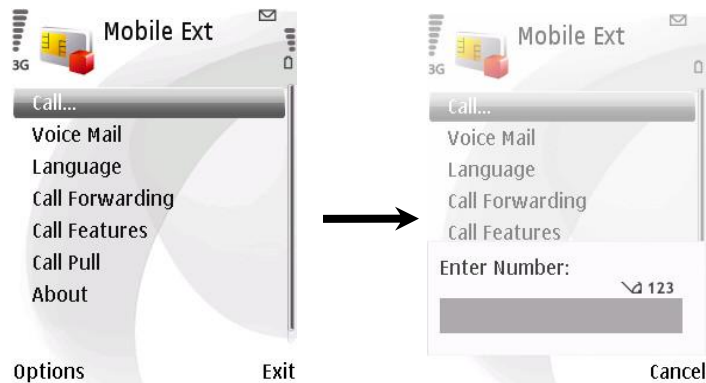 Mobile Ext
3G
Call...
Voice Mail
Language
Call Forwarding
Call Features
Call Pull
About
Options Exit
Mobile Ext
3G
Call...
Voice Mail
Language
Call Forwarding
Call Features
Enter Number:
123
Cancel